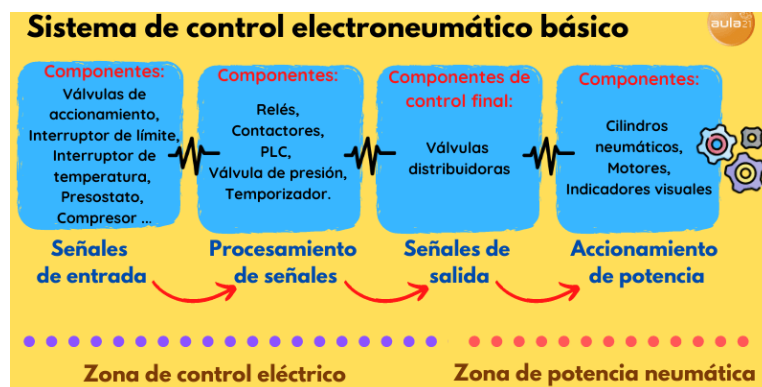 Sistema de control electroneumático básico
aula
21
Componentes:
Válvulas de
accionamiento,
Interruptor de límite,
Interruptor de
temperatura,
Presostato,
Compresor ...
Componentes:
Relés,
Contactores,
PLC,
Válvula de presión,
Temporizador.
Componentes de
control final:
Válvulas
distribuidoras
Componentes:
Cilindros
neumáticos,
Motores,
Indicadores visuales
Señales
de entrada
Procesamiento
de señales
Señales de
salida
Accionamiento
de potencia
Zona de control eléctrico
Zona de potencia neumática